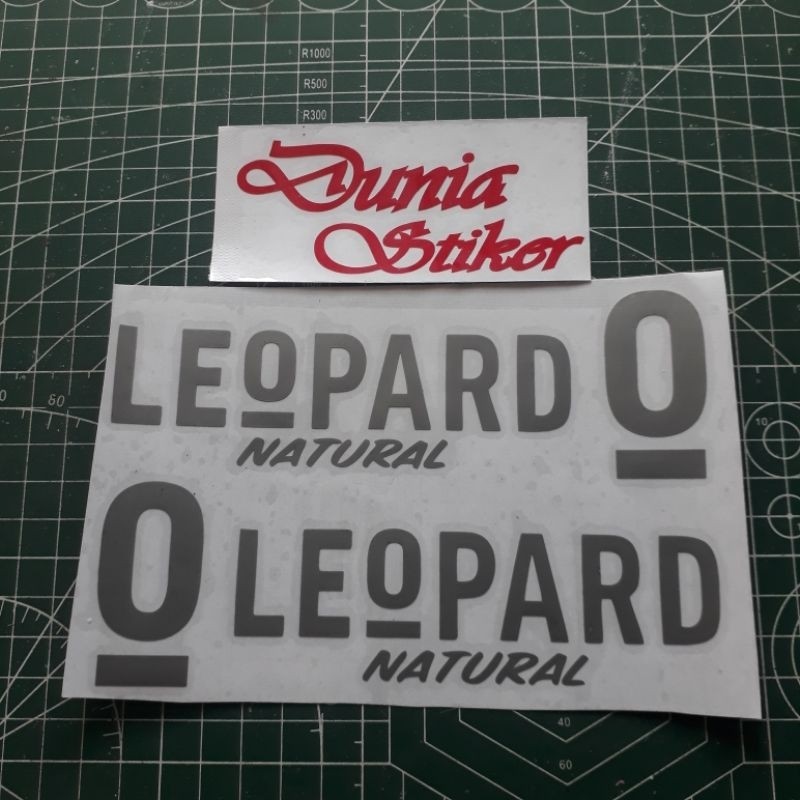 R1000
R500
R300
Dunia
Stiker
LEOPARD O
NATURAL
O LEOPARD
NATURAL
10
40
60